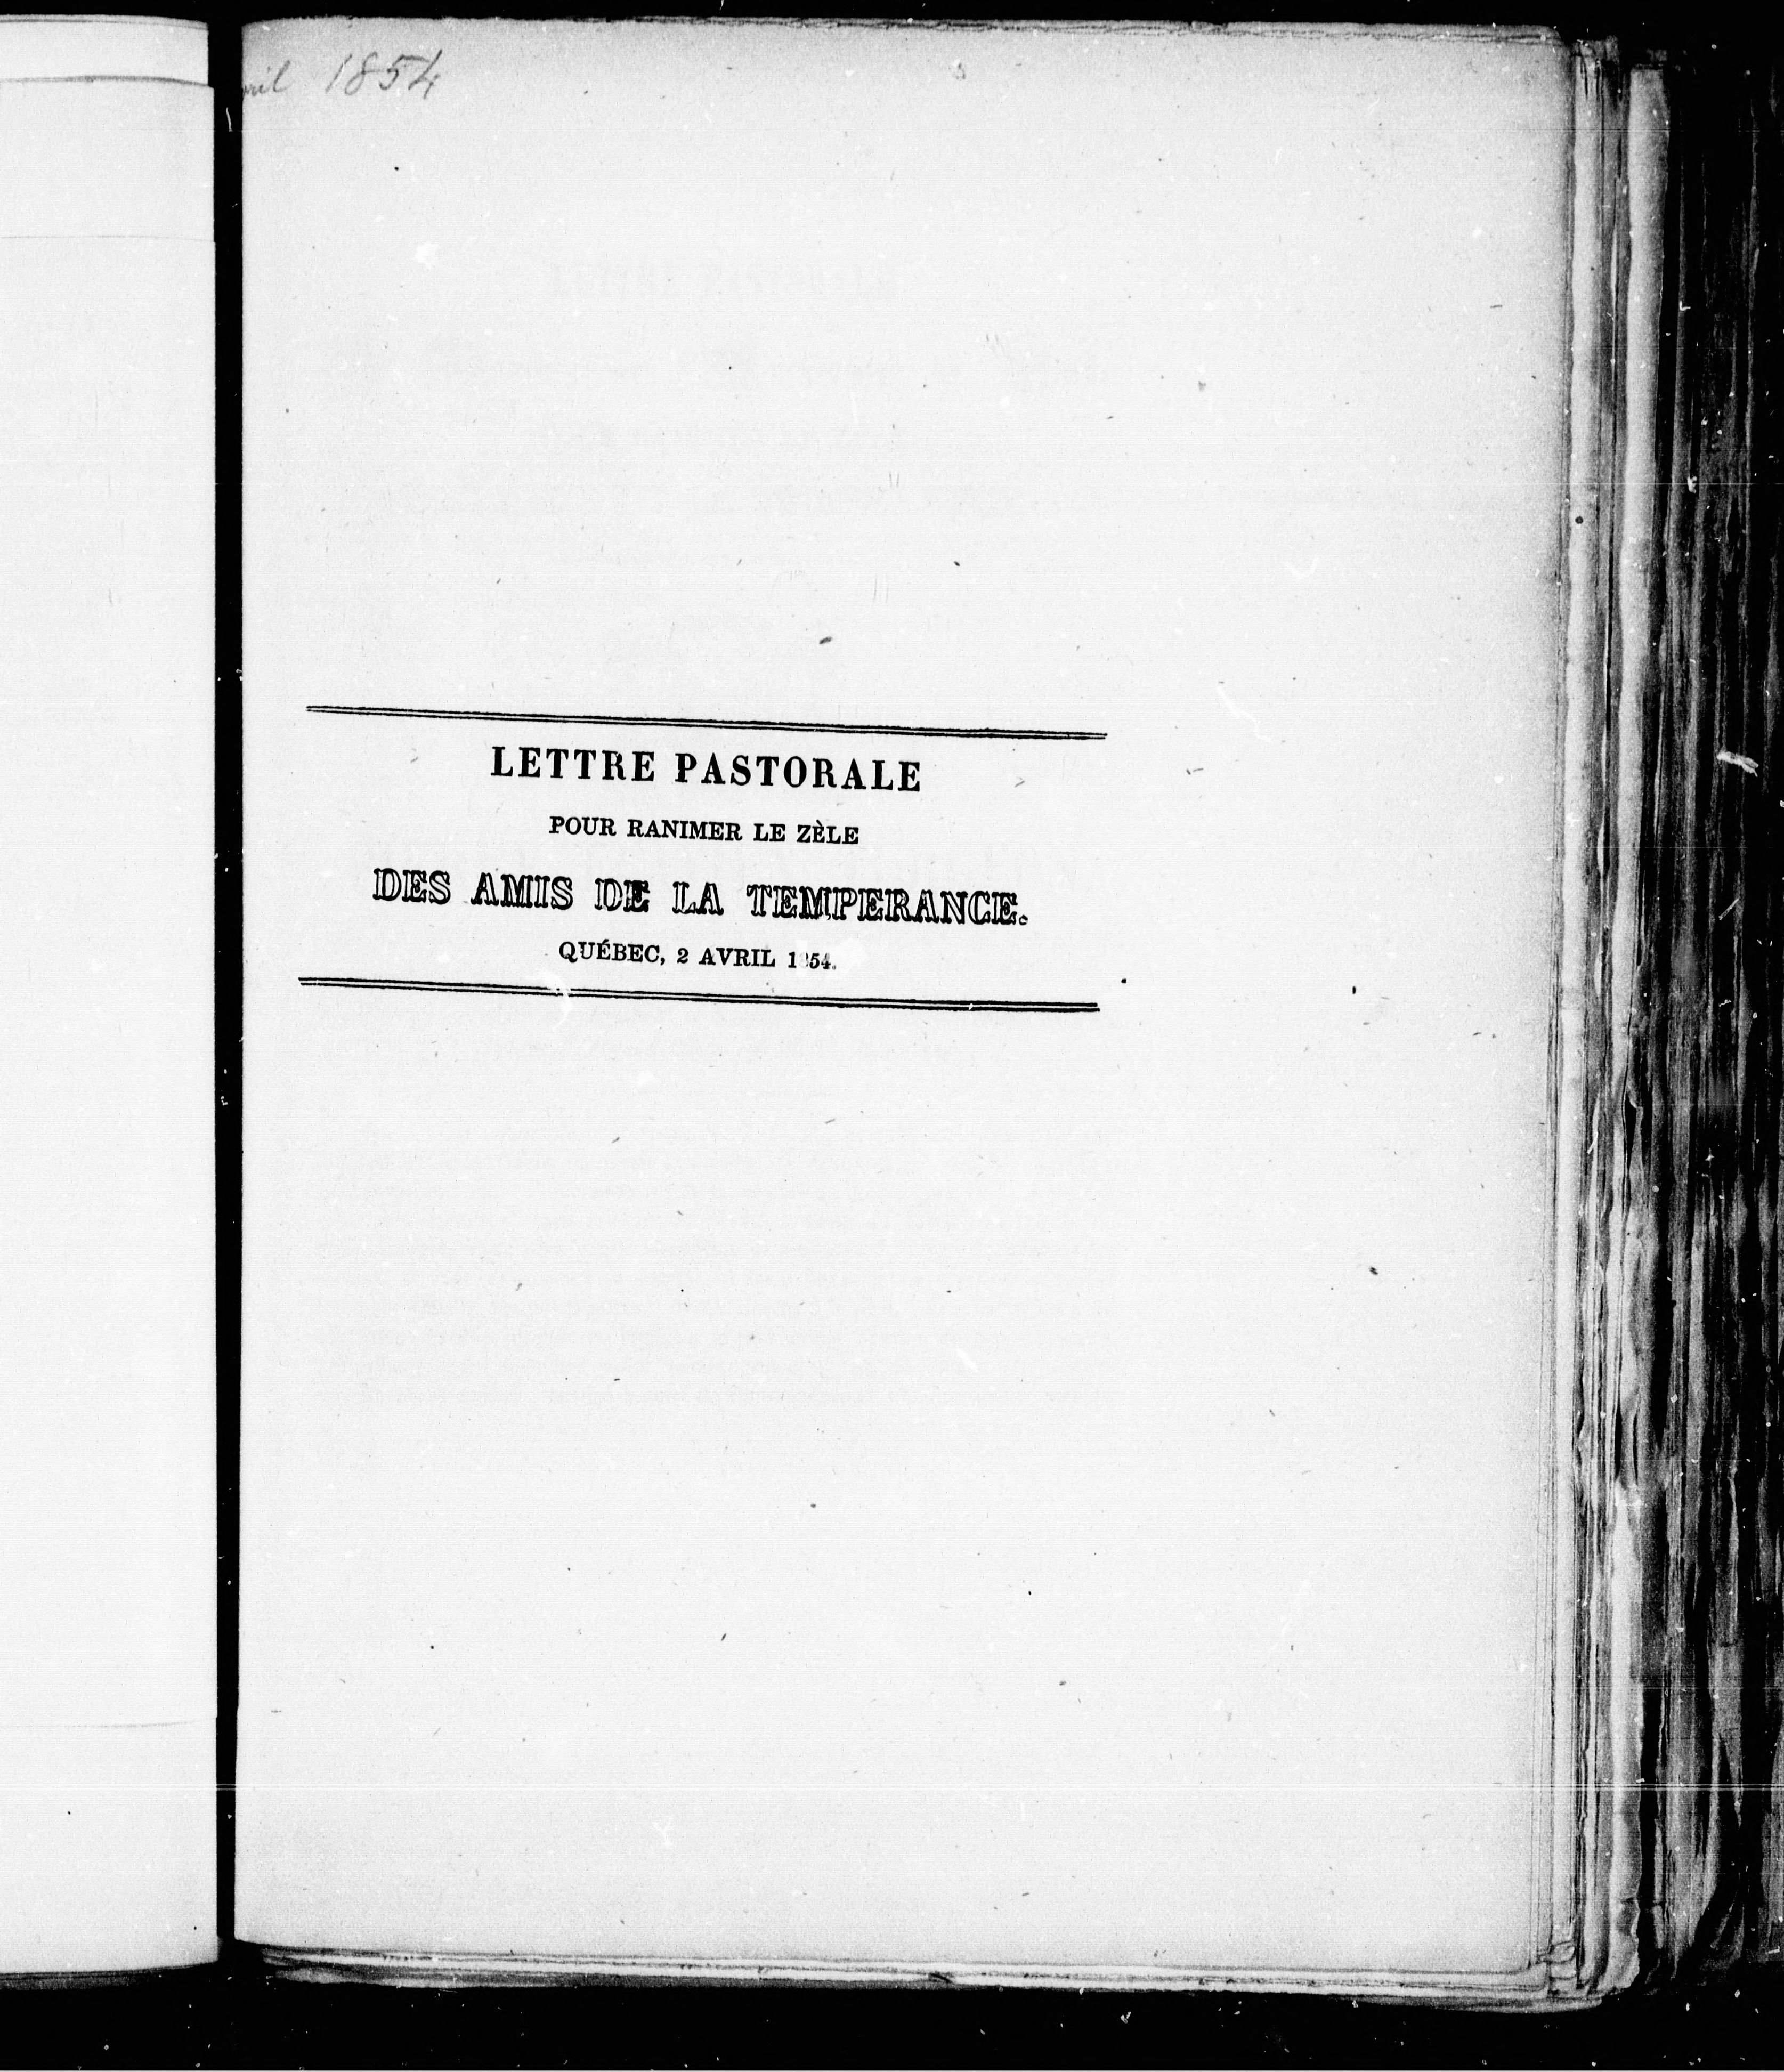 1854
LETTRE PASTORALE
POUR RANIMER LE ZÈLE
DES AMIS DE LA TEMPERANCE.
QUÉBEC, 2 AVRIL 1854.